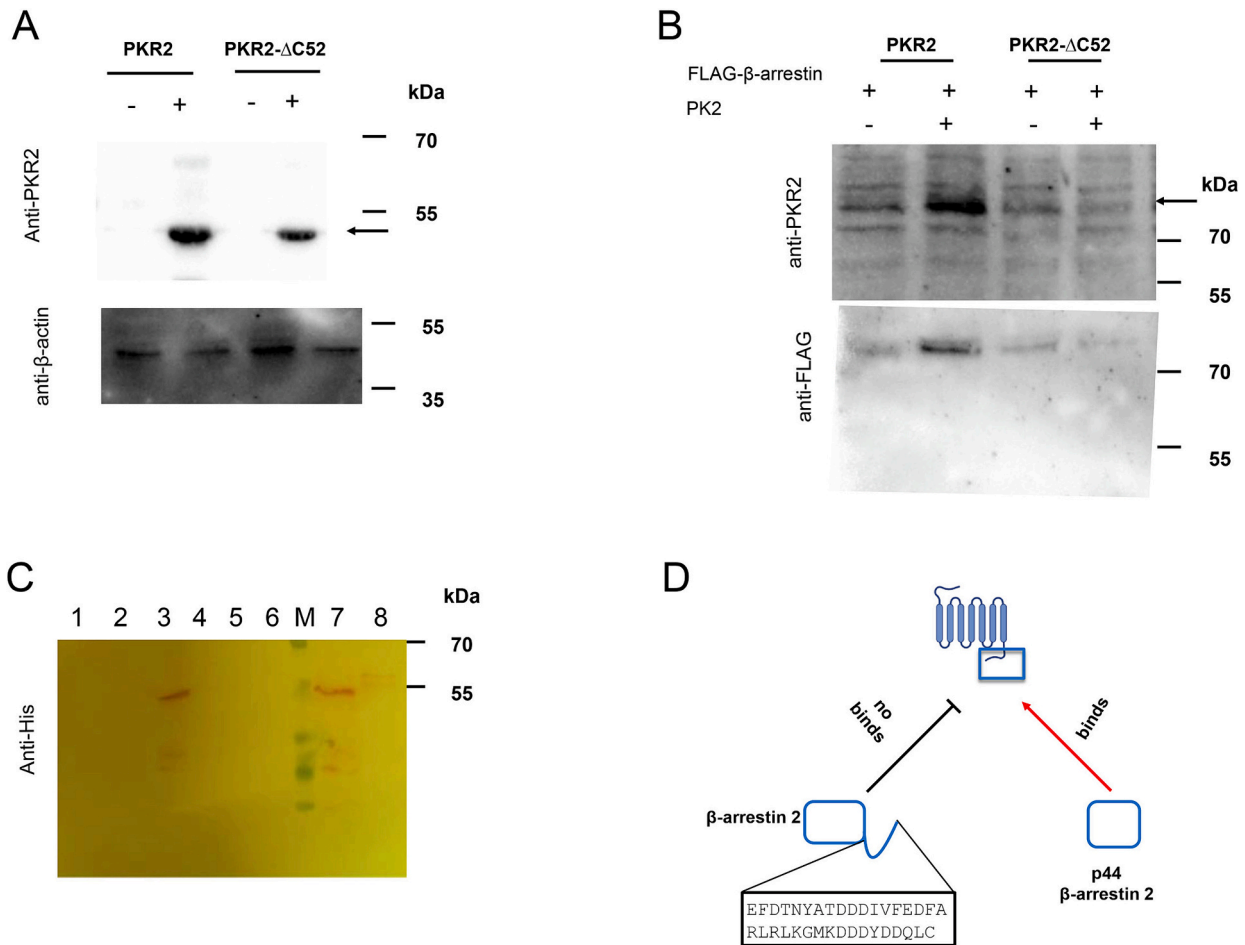 A
PKR2 PKR2-ΔC52
- + - + kDa
Anti-PKR2
70
55
anti-β-actin
55
35
B
PKR2 PKR2-ΔC52
FLAG-β-arrestin + + + +
PK2 - + - +
anti-PKR2
kDa
70
55
anti-FLAG
70
55
C
1 2 3 4 5 6 M 7 8 kDa
Anti-His
70
55
D
no
binds
binds
β-arrestin 2
p44
β-arrestin 2
EFDTNYATDDDIVFEDFA
RLRLKGMKDDDYDDQLC